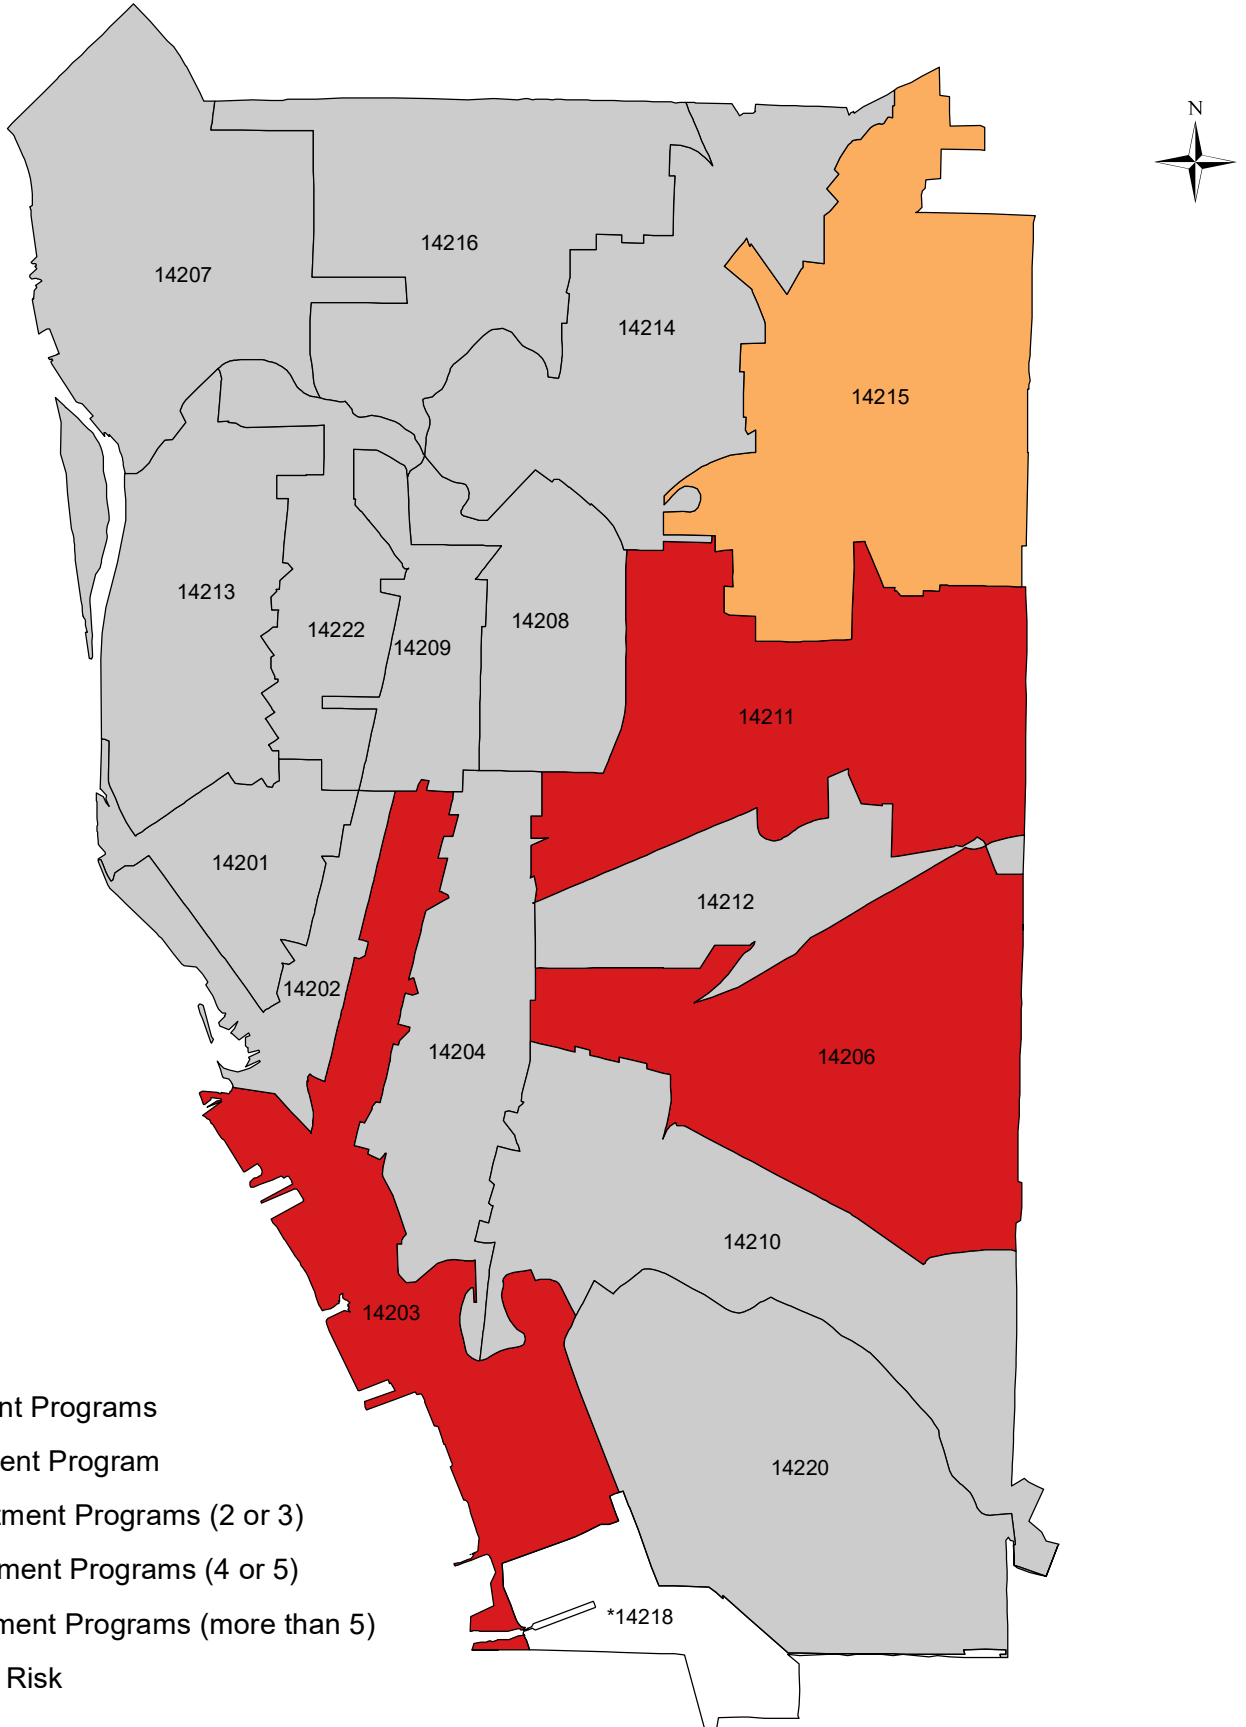 N
14216
14207
14214
14215
14213
14222
14208
14209
14211
14201
14212
14202
14204
14206
14210
14203
nt Programs
ent Program
14220
tment Programs (2 or 3)
ment Programs (4 or 5)
*14218
ment Programs (more than 5)
Risk